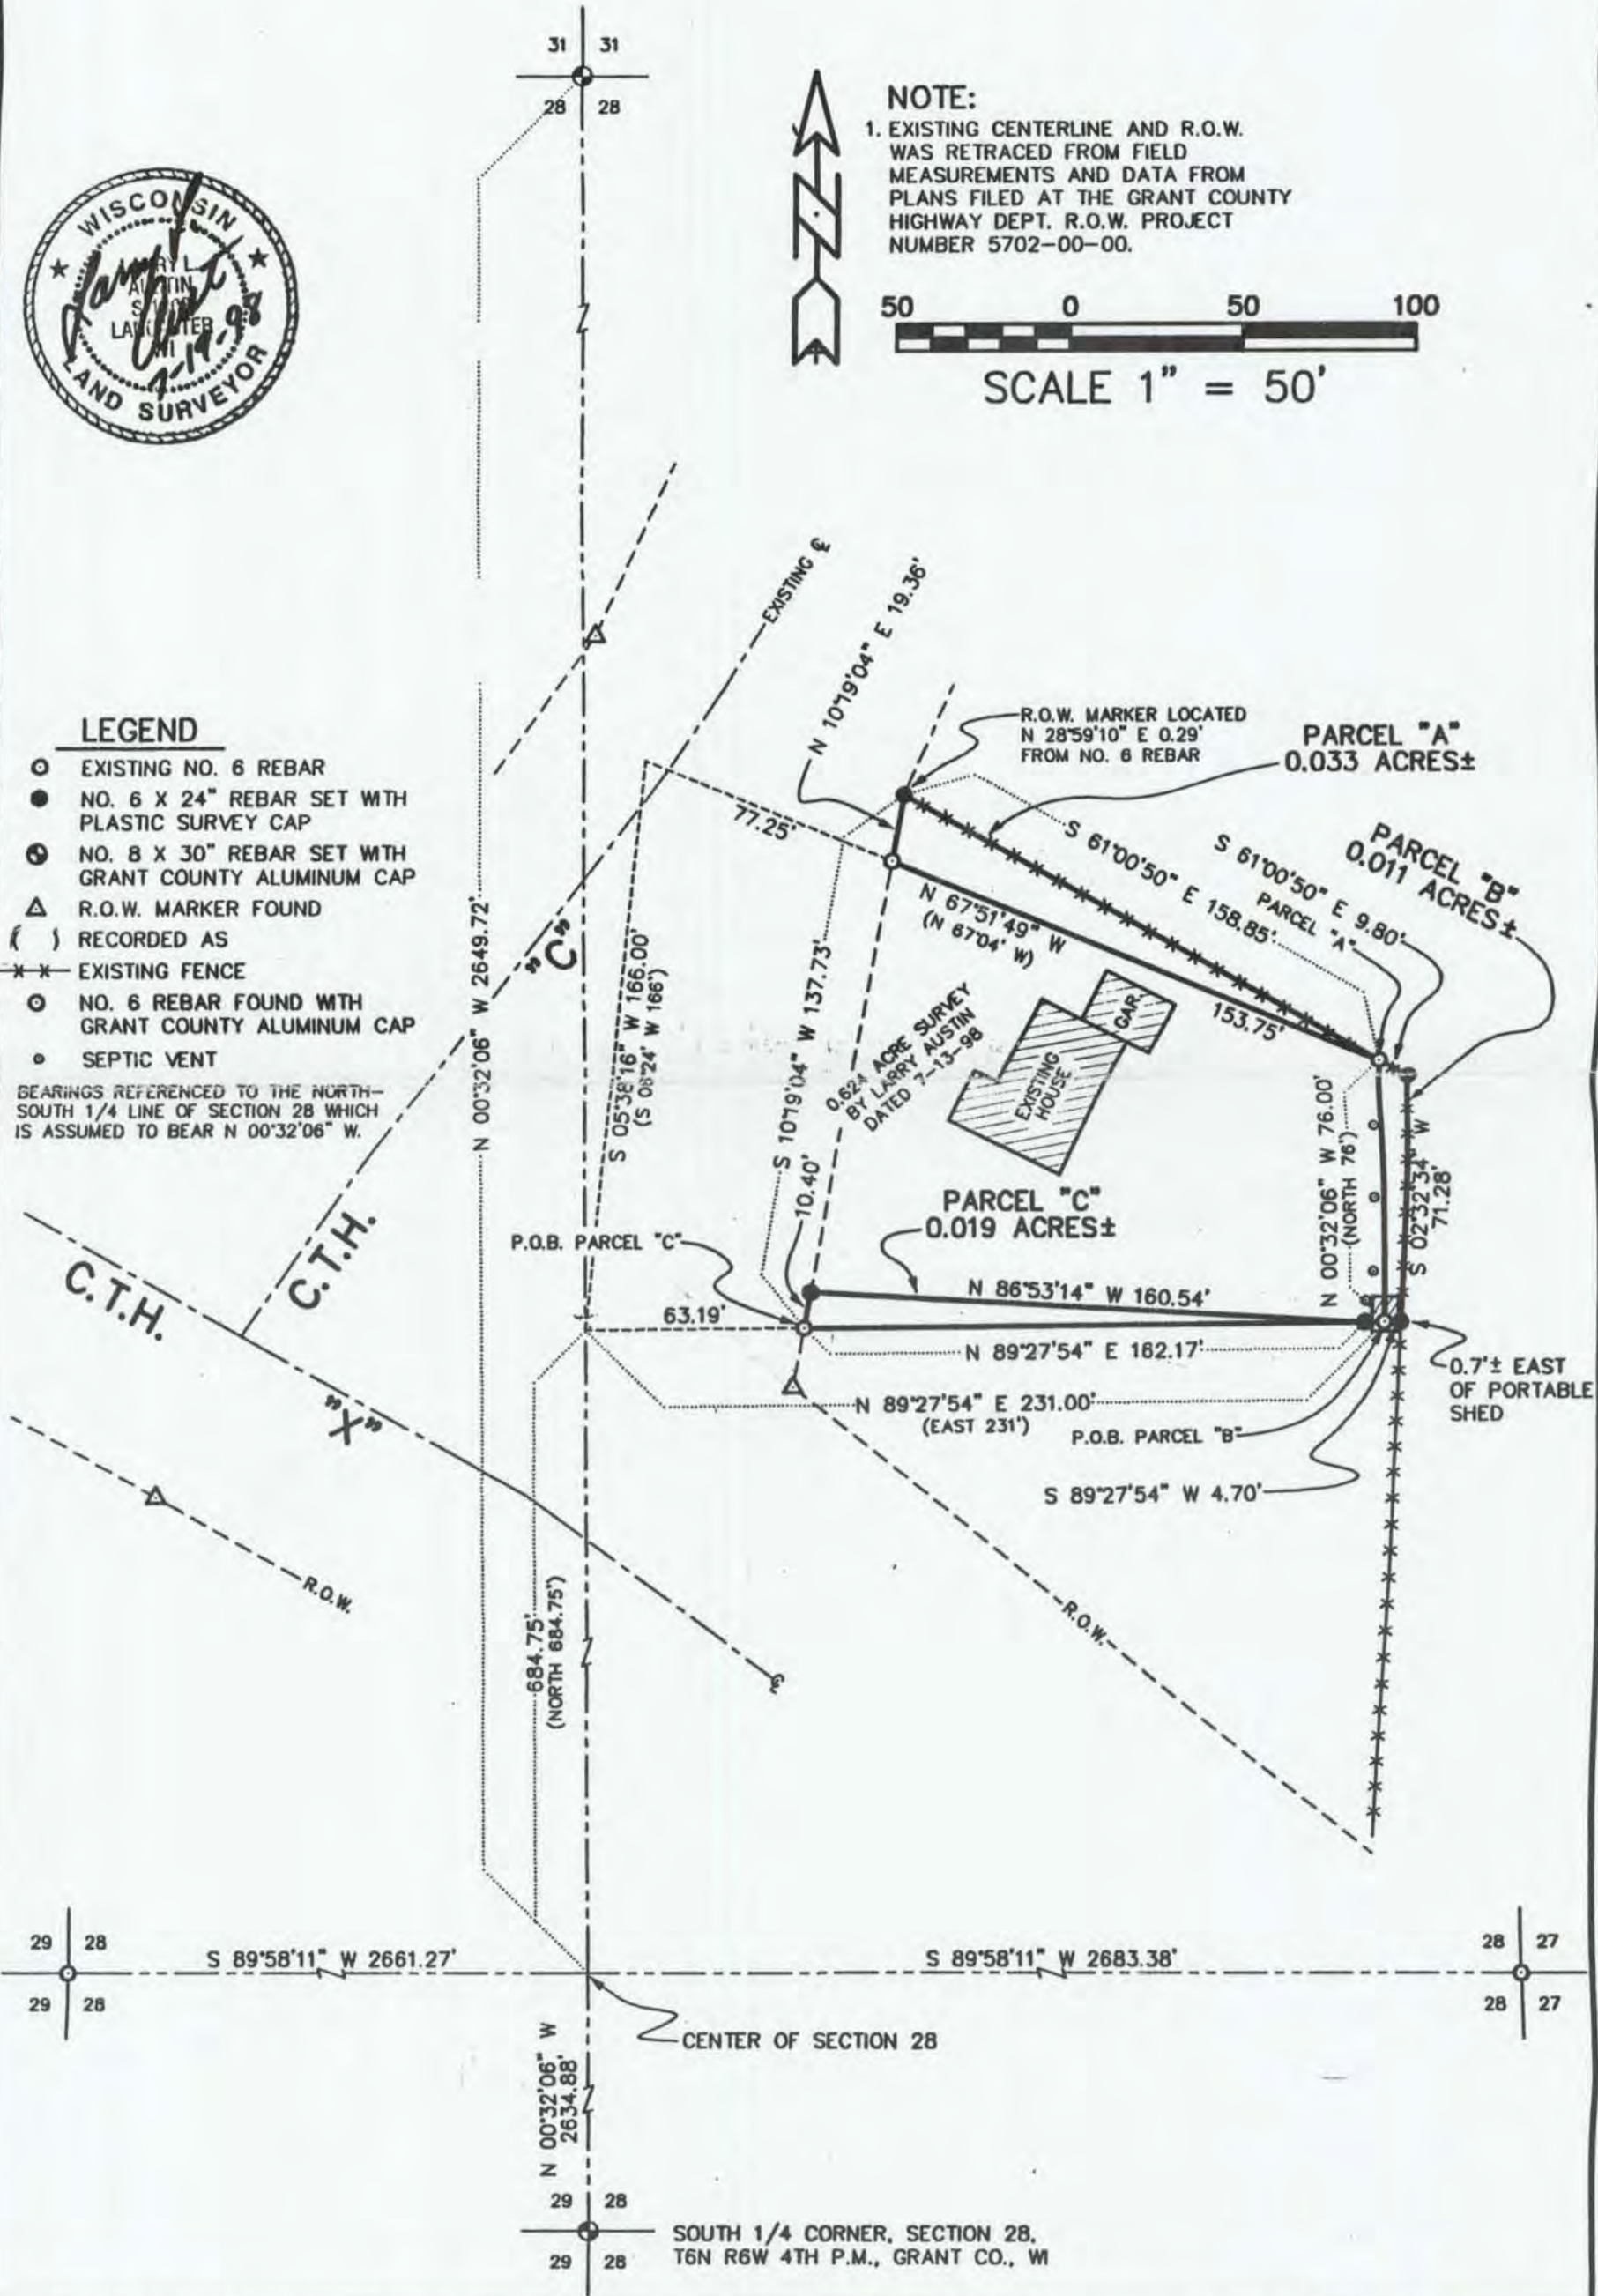 31 31
28 28
NOTE:
1. EXISTING CENTERLINE AND R.O.W.
WAS RETRACED FROM FIELD
MEASUREMENTS AND DATA FROM
PLANS FILED AT THE GRANT COUNTY
HIGHWAY DEPT. R.O.W. PROJECT
NUMBER 5702-00-00.
50 0 50 100
SCALE 1" = 50'
WISCONSIN
LAND SURVEYOR
EXISTING ℄
N 10°19'04" E 19.36'
R.O.W. MARKER LOCATED
N 28°59'10" E 0.29'
FROM NO. 6 REBAR
PARCEL "A"
0.033 ACRES±
PARCEL "B"
0.011 ACRES±
S 61°00'50" E 9.80'
PARCEL "A"
S 61°00'50" E 158.85'
77.25'
N 67°51'49" W
(N 67°04' W)
153.75'
LEGEND
EXISTING NO. 6 REBAR
NO. 6 X 24" REBAR SET WITH
PLASTIC SURVEY CAP
NO. 8 X 30" REBAR SET WITH
GRANT COUNTY ALUMINUM CAP
R.O.W. MARKER FOUND
( ) RECORDED AS
EXISTING FENCE
NO. 6 REBAR FOUND WITH
GRANT COUNTY ALUMINUM CAP
SEPTIC VENT
BEARINGS REFERENCED TO THE NORTH-
SOUTH 1/4 LINE OF SECTION 28 WHICH
IS ASSUMED TO BEAR N 00°32'06" W.
N 00°32'06" W 2649.72'
C.T.H. "C"
S 05°38'16" W 166.00'
(S 06°24' W 166')
S 10°19'04" W 137.73'
10.40'
0.624 ACRE SURVEY
BY LARRY AUSTIN
DATED 7-13-98
EXISTING
HOUSE
GAR.
N 00°32'06" W 76.00'
(NORTH 76')
S 02°32'34" W
71.28'
PARCEL "C"
0.019 ACRES±
P.O.B. PARCEL "C"
N 86°53'14" W 160.54'
63.19'
N 89°27'54" E 162.17'
N 89°27'54" E 231.00'
(EAST 231')
P.O.B. PARCEL "B"
S 89°27'54" W 4.70'
0.7'± EAST
OF PORTABLE
SHED
C.T.H. "X"
R.O.W.
R.O.W.
℄
684.75'
(NORTH 684.75')
29 28
29 28
S 89°58'11" W 2661.27'
S 89°58'11" W 2683.38'
28 27
28 27
CENTER OF SECTION 28
N 00°32'06" W
2634.88'
29 28
29 28
SOUTH 1/4 CORNER, SECTION 28,
T6N R6W 4TH P.M., GRANT CO., WI